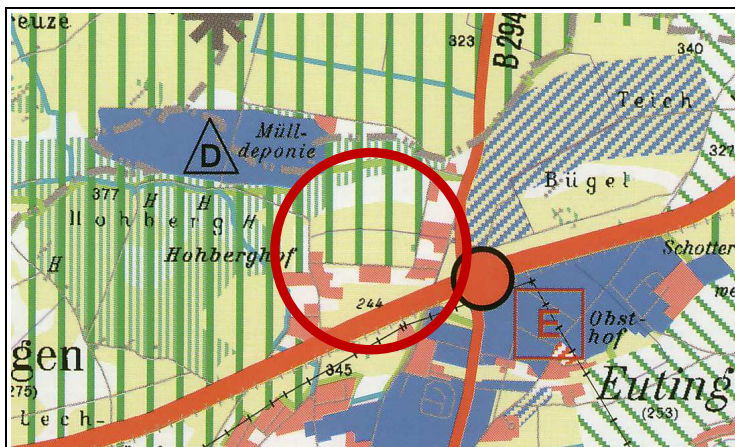 euze
323
B 294
340
Teich
Müll-
deponie
D
327
Bügel
377
H
H
Hohberg
H
Hohberghof
H
Schotter
me
244
E
Obst-
hof
gen
345
Euting
275)
(253)
Lech-